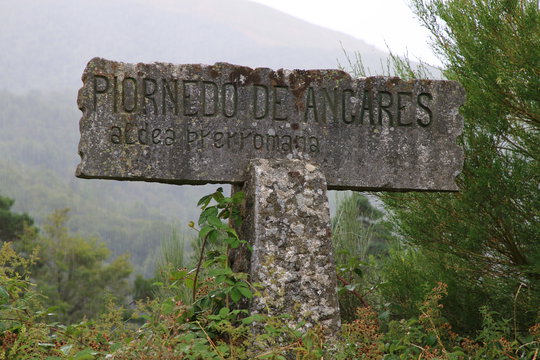 PIORNEDO DE ANCARES
aldea prerromana